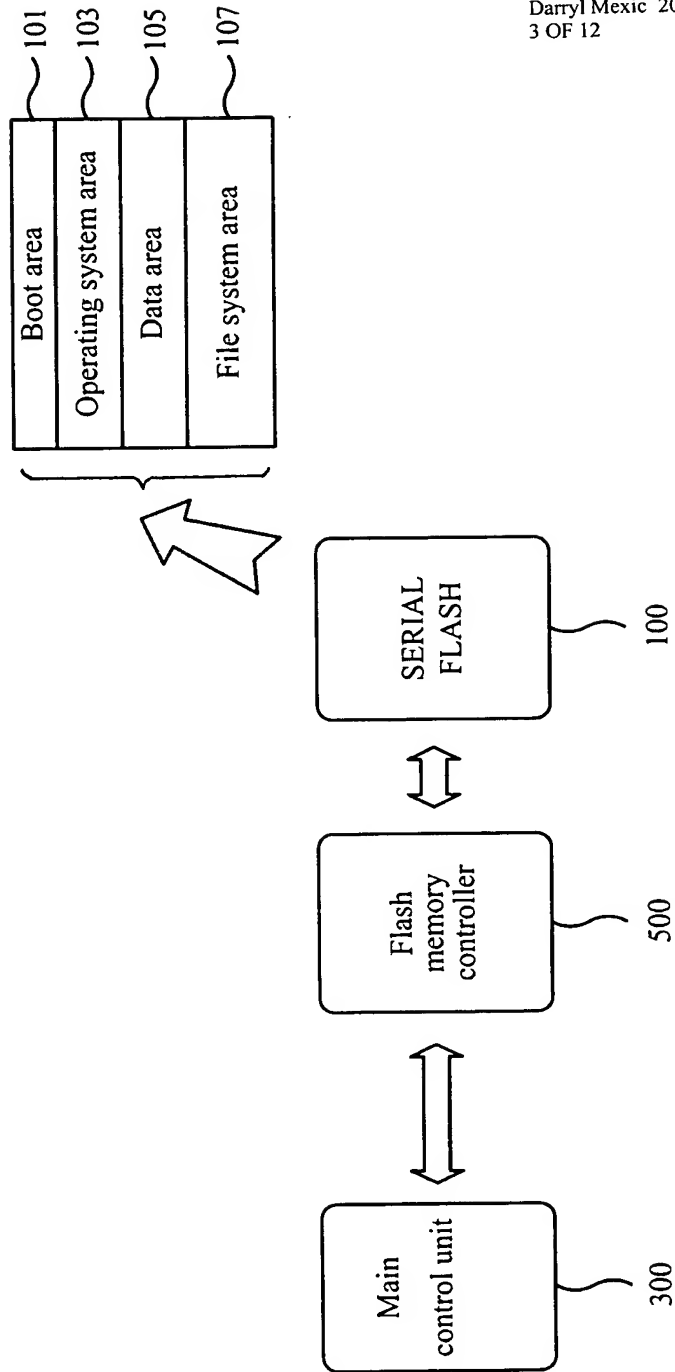 Darryl Mexic
3 OF 12
Boot area
101
Operating system area
103
Data area
105
File system area
107
SERIAL
FLASH
100
Flash
memory
controller
500
Main
control unit
300